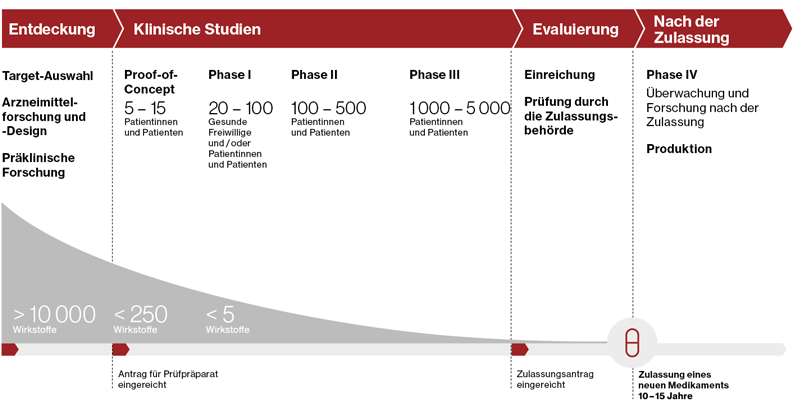 Entdeckung
Klinische Studien
Evaluierung
Nach der
Zulassung
Target-Auswahl
Arzneimittel-
forschung und
-Design
Präklinische
Forschung
Proof-of-
Concept
5 – 15
Patientinnen
und Patienten
Phase I
20 – 100
Gesunde
Freiwillige
und / oder
Patientinnen
und Patienten
Phase II
100 – 500
Patientinnen
und Patienten
Phase III
1 000 – 5 000
Patientinnen
und Patienten
Einreichung
Prüfung durch
die Zulassungs-
behörde
Phase IV
Überwachung und
Forschung nach der
Zulassung
Produktion
> 10 000
Wirkstoffe
< 250
Wirkstoffe
< 5
Wirkstoffe
Antrag für Prüfpräparat
eingereicht
Zulassungsantrag
eingereicht
Zulassung eines
neuen Medikaments
10 – 15 Jahre